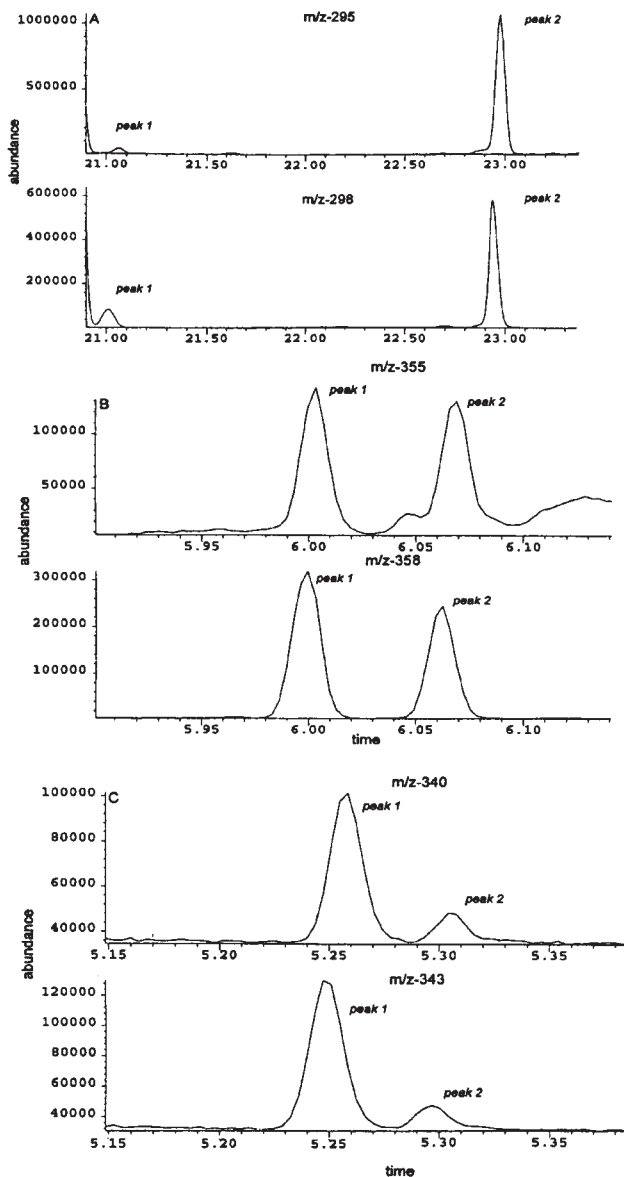 A
m/z-295
1000000
500000
peak 1
peak 2
21.00 21.50 22.00 22.50 23.00
m/z-298
600000
400000
200000
peak 1
peak 2
21.00 21.50 22.00 22.50 23.00
abundance
m/z-355
B
100000
50000
peak 1
peak 2
5.95 6.00 6.05 6.10
m/z-358
300000
200000
100000
peak 1
peak 2
5.95 6.00 6.05 6.10
abundance
time
m/z-340
C
100000
80000
60000
40000
peak 1
peak 2
5.15 5.20 5.25 5.30 5.35
m/z-343
120000
100000
80000
60000
40000
peak 1
peak 2
5.15 5.20 5.25 5.30 5.35
abundance
time